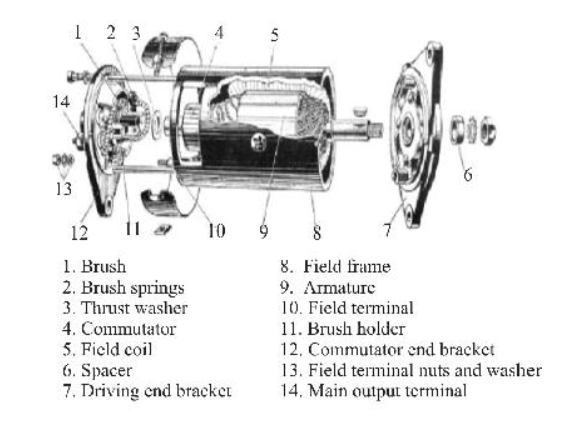 1 2 3 4 5
14
13
6
12 11 10 9 8 7
1. Brush
2. Brush springs
3. Thrust washer
4. Commutator
5. Field coil
6. Spacer
7. Driving end bracket
8. Field frame
9. Armature
10. Field terminal
11. Brush holder
12. Commutator end bracket
13. Field terminal nuts and washer
14. Main output terminal